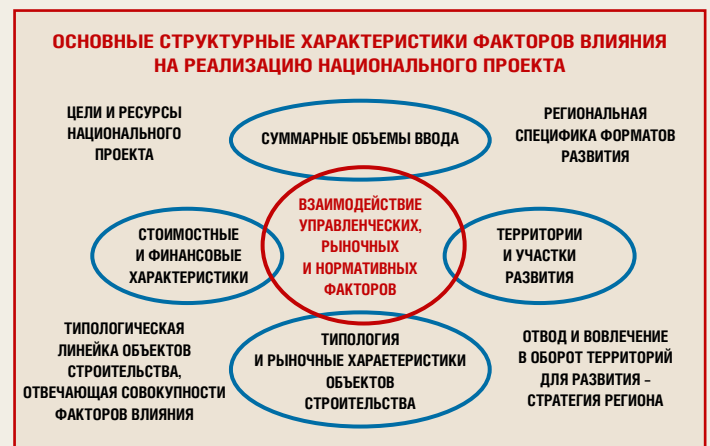 ОСНОВНЫЕ СТРУКТУРНЫЕ ХАРАКТЕРИСТИКИ ФАКТОРОВ ВЛИЯНИЯ
НА РЕАЛИЗАЦИЮ НАЦИОНАЛЬНОГО ПРОЕКТА
ЦЕЛИ И РЕСУРСЫ
НАЦИОНАЛЬНОГО
ПРОЕКТА
СУММАРНЫЕ ОБЪЕМЫ ВВОДА
РЕГИОНАЛЬНАЯ
СПЕЦИФИКА ФОРМАТОВ
РАЗВИТИЯ
СТОИМОСТНЫЕ
И ФИНАНСОВЫЕ
ХАРАКТЕРИСТИКИ
ВЗАИМОДЕЙСТВИЕ
УПРАВЛЕНЧЕСКИХ,
РЫНОЧНЫХ
И НОРМАТИВНЫХ
ФАКТОРОВ
ТЕРРИТОРИИ
И УЧАСТКИ
РАЗВИТИЯ
ТИПОЛОГИЧЕСКАЯ
ЛИНЕЙКА ОБЪЕКТОВ
СТРОИТЕЛЬСТВА,
ОТВЕЧАЮЩАЯ СОВОКУПНОСТИ
ФАКТОРОВ ВЛИЯНИЯ
ТИПОЛОГИЯ
И РЫНОЧНЫЕ ХАРАЕТЕРИСТИКИ
ОБЪЕКТОВ
СТРОИТЕЛЬСТВА
ОТВОД И ВОВЛЕЧЕНИЕ
В ОБОРОТ ТЕРРИТОРИЙ
ДЛЯ РАЗВИТИЯ –
СТРАТЕГИЯ РЕГИОНА